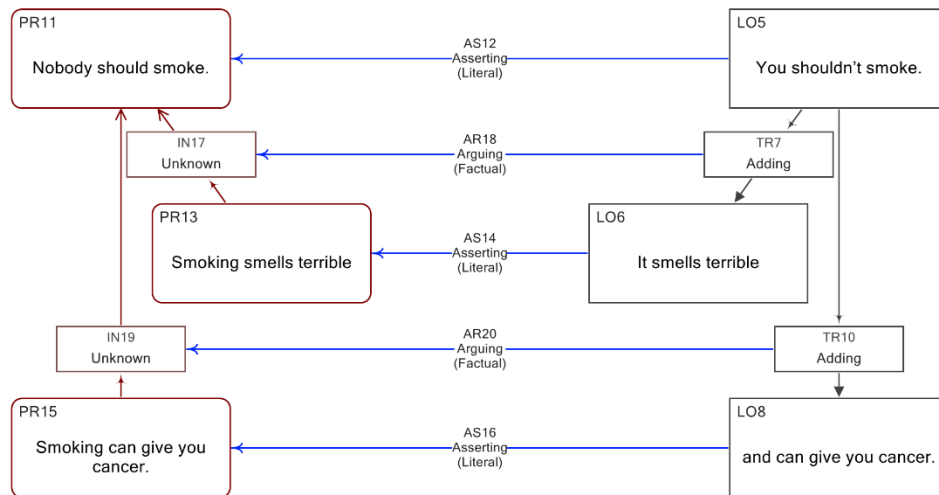 PR11
Nobody should smoke.
AS12
Asserting
(Literal)
LO5
You shouldn’t smoke.
IN17
Unknown
AR18
Arguing
(Factual)
TR7
Adding
PR13
Smoking smells terrible
AS14
Asserting
(Literal)
LO6
It smells terrible
IN19
Unknown
AR20
Arguing
(Factual)
TR10
Adding
PR15
Smoking can give you
cancer.
AS16
Asserting
(Literal)
LO8
and can give you cancer.